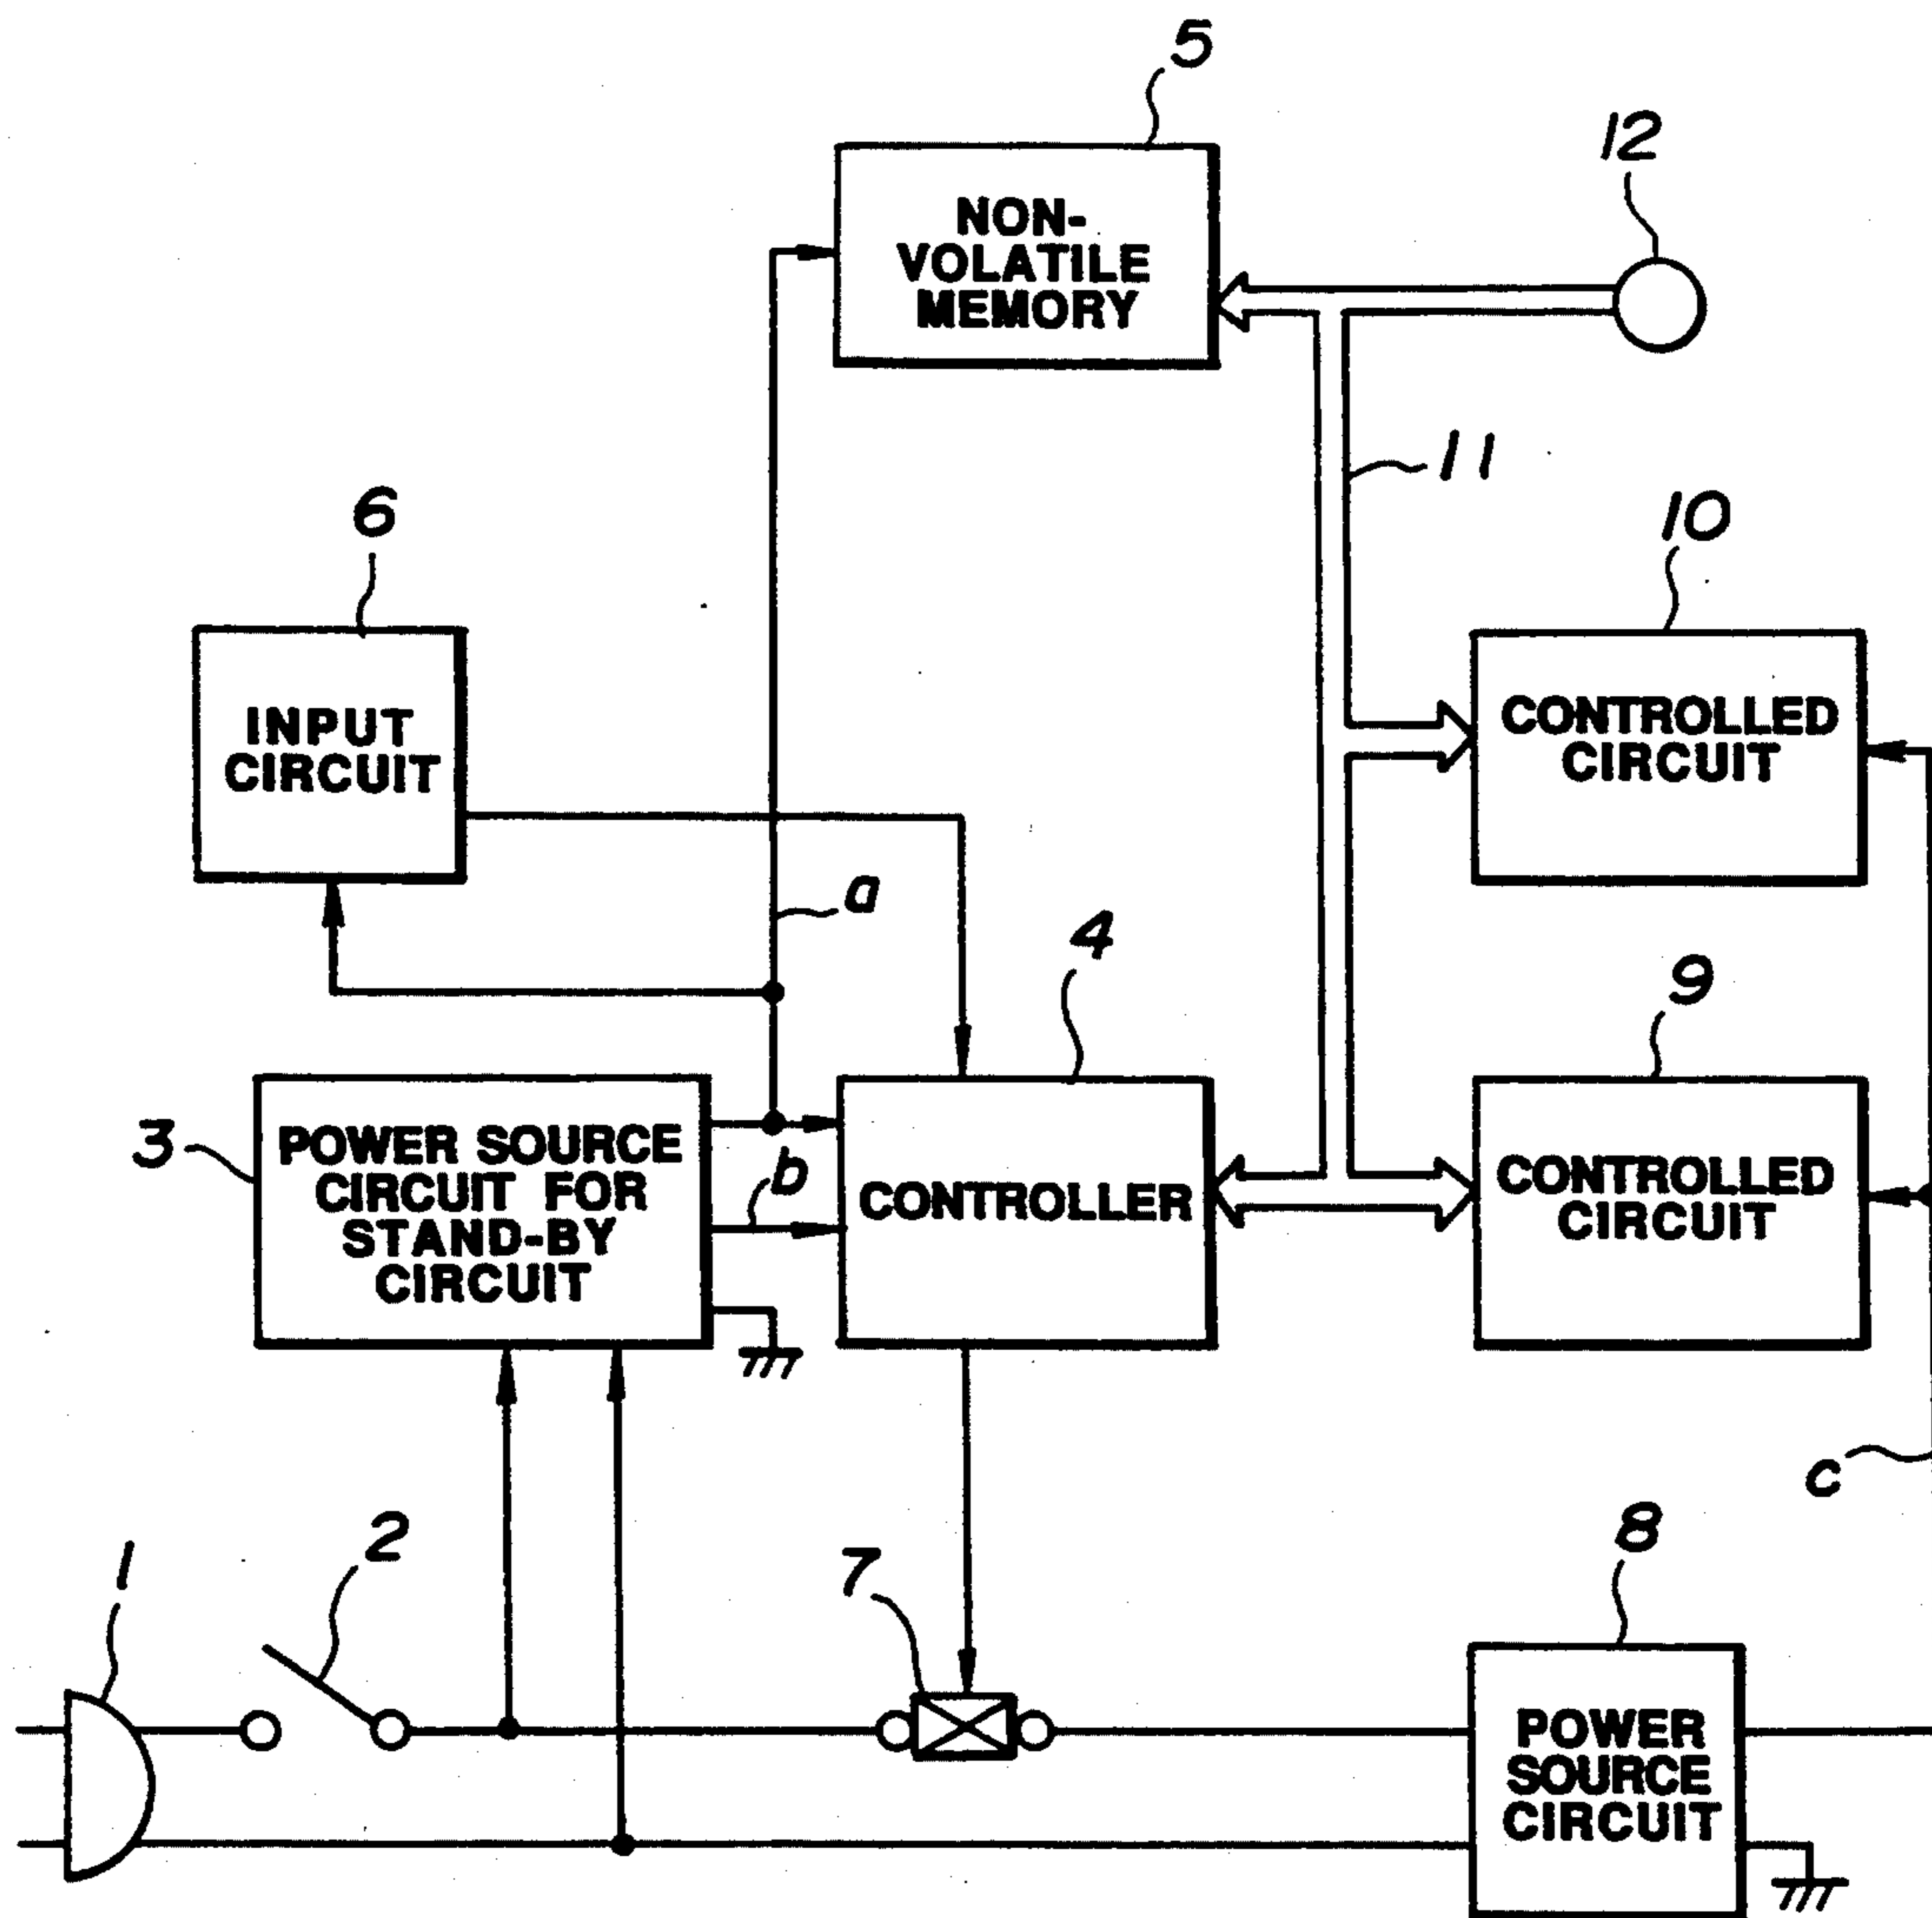 5
12
NON-
VOLATILE
MEMORY
11
6
10
INPUT
CIRCUIT
CONTROLLED
CIRCUIT
a
4
9
3
POWER SOURCE
CIRCUIT FOR
STAND-BY
CIRCUIT
b
CONTROLLER
CONTROLLED
CIRCUIT
c
1
2
7
8
POWER
SOURCE
CIRCUIT